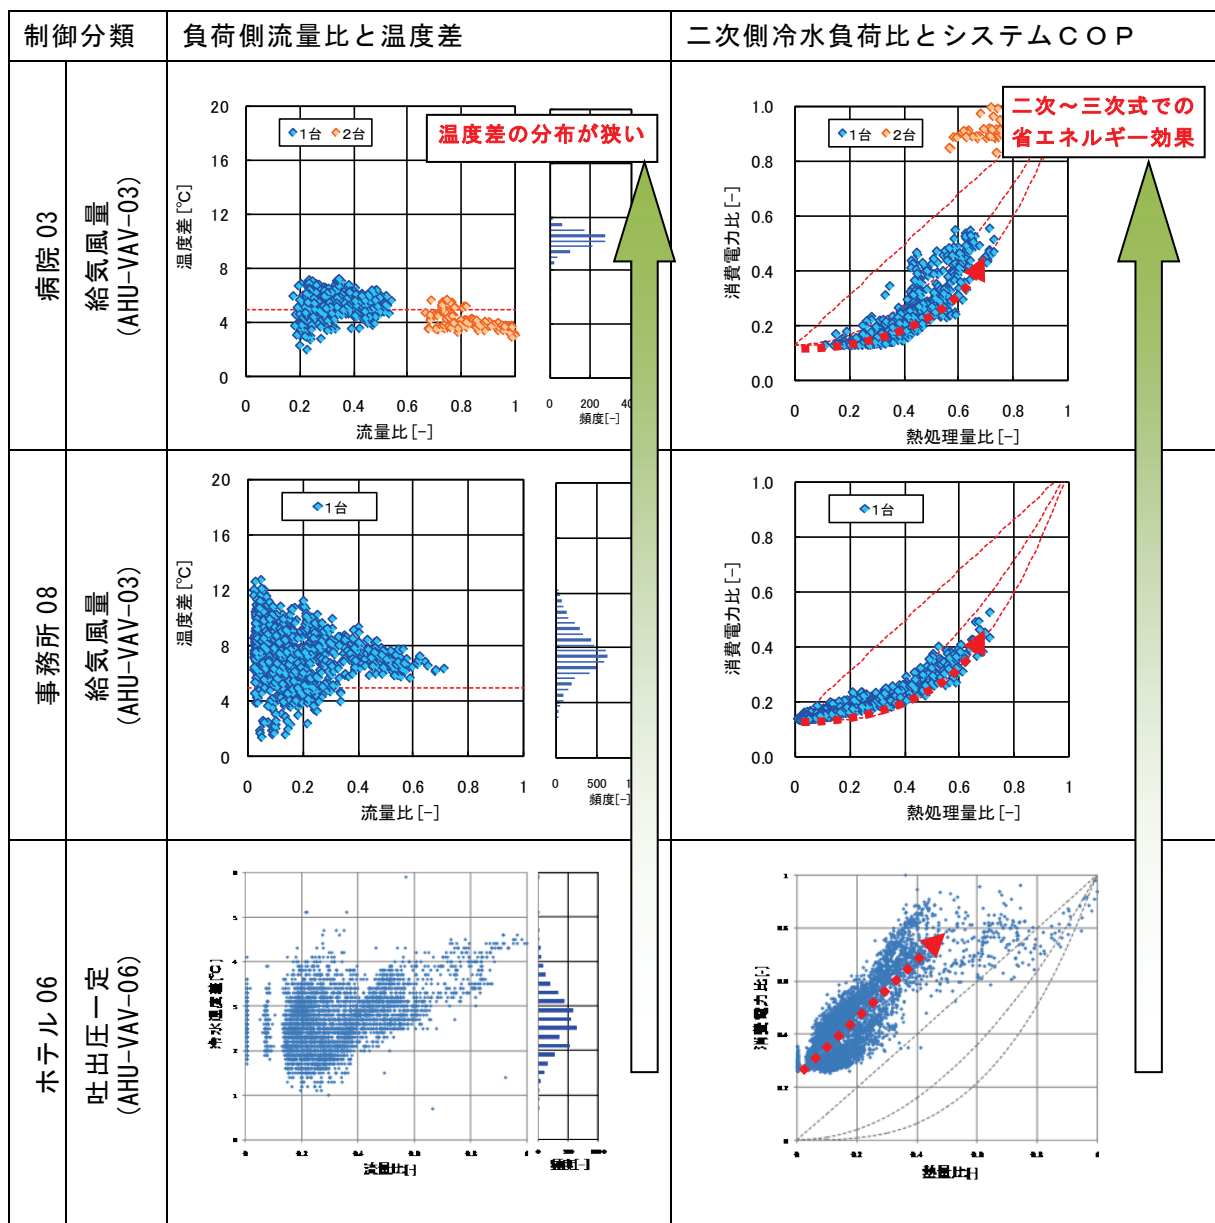 制御分類
負荷側流量比と温度差
二次側冷水負荷比とシステムＣＯＰ
病院 03
給気風量
(AHU-VAV-03)
温度差の分布が狭い
1台
2台
温度差[℃]
20
16
12
8
4
0
0
0.2
0.4
0.6
0.8
1
流量比[-]
0
200
頻度[-]
二次～三次式での
省エネルギー効果
1台
2台
消費電力比[-]
1.0
0.8
0.6
0.4
0.2
0.0
0
0.2
0.4
0.6
0.8
1
熱処理量比[-]
事務所 08
給気風量
(AHU-VAV-03)
1台
温度差[℃]
20
16
12
8
4
0
0
0.2
0.4
0.6
0.8
1
流量比[-]
0
500
頻度[-]
1台
消費電力比[-]
1.0
0.8
0.6
0.4
0.2
0.0
0
0.2
0.4
0.6
0.8
1
熱処理量比[-]
ホテル 06
吐出圧一定
(AHU-VAV-06)
冷水温度差[℃]
流量比[-]
頻度[-]
消費電力比[-]
熱量比[-]